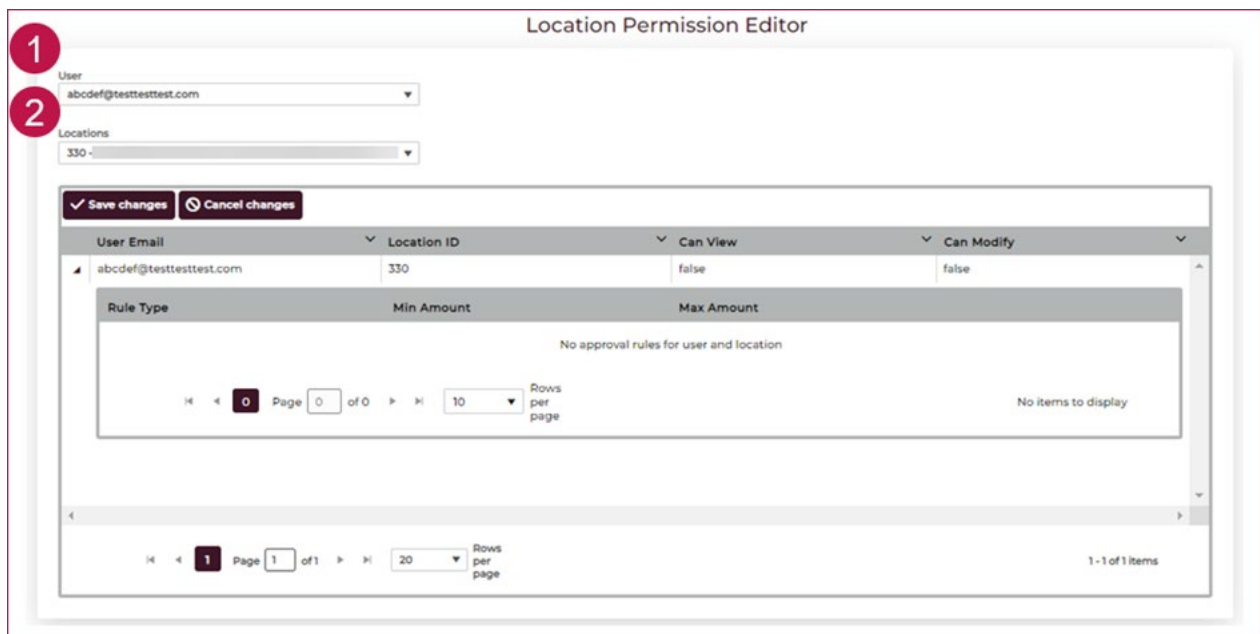 Location Permission Editor
1
User
abcdef@testtesttest.com
2
Locations
330 -
Save changes Cancel changes
User Email Location ID Can View Can Modify
abcdef@testtesttest.com 330 false false
Rule Type Min Amount Max Amount
No approval rules for user and location
0 Page 0 of 0 10 Rows per page No items to display
1 Page 1 of 1 20 Rows per page 1 - 1 of 1 items